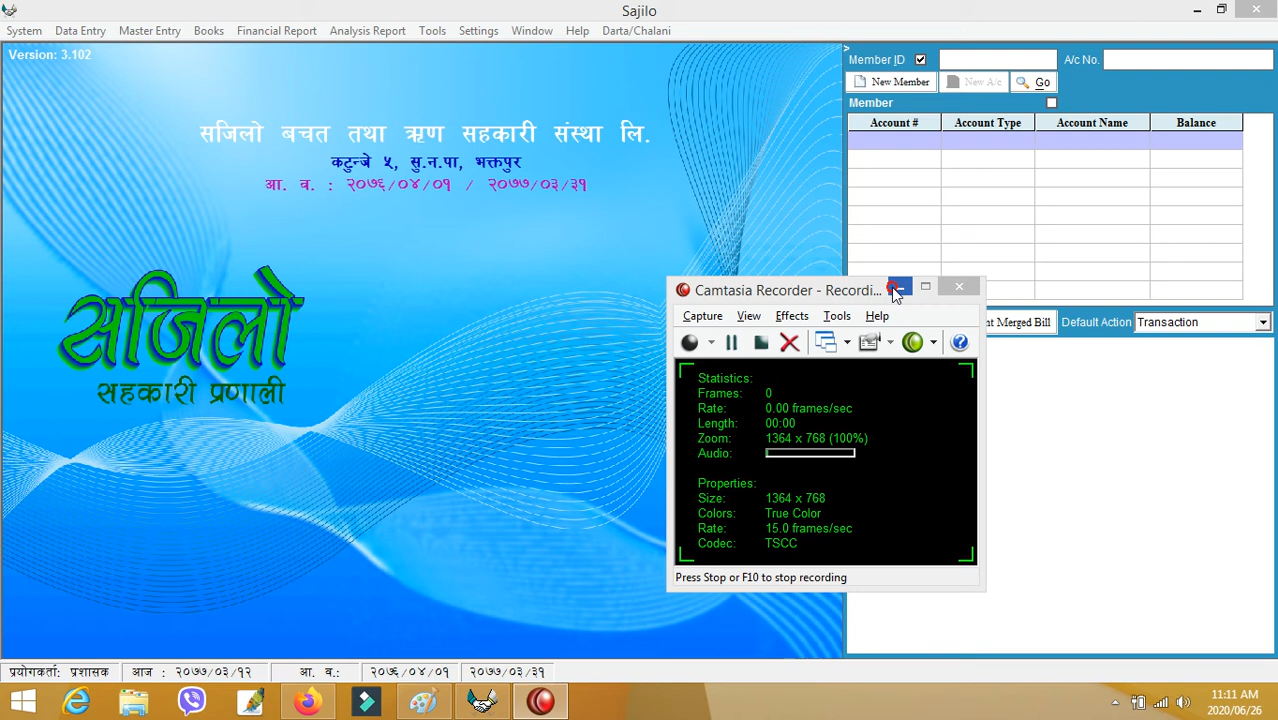 Sajilo
System Data Entry Master Entry Books Financial Report Analysis Report Tools Settings Window Help Darta/Chalani
Version: 3.102
सजिलो बचत तथा ऋण सहकारी संस्था लि.
कटुन्जे ५, सु.न.पा, भक्तपुर
आ. व. : २०७६/०४/०१ / २०७७/०३/३१
सजिलो
सहकारी प्रणाली
>
Member ID A/c No.
New Member New A/c Go
Member
Account # Account Type Account Name Balance
nt Merged Bill Default Action Transaction
Camtasia Recorder - Recordi...
Capture View Effects Tools Help
Statistics:
Frames: 0
Rate: 0.00 frames/sec
Length: 00:00
Zoom: 1364 x 768 (100%)
Audio:
Properties:
Size: 1364 x 768
Colors: True Color
Rate: 15.0 frames/sec
Codec: TSCC
Press Stop or F10 to stop recording
प्रयोगकर्ता: प्रशासक आज : २०७७/०३/१२ आ. व.: २०७६/०४/०१ २०७७/०३/३१
11:11 AM
2020/06/26